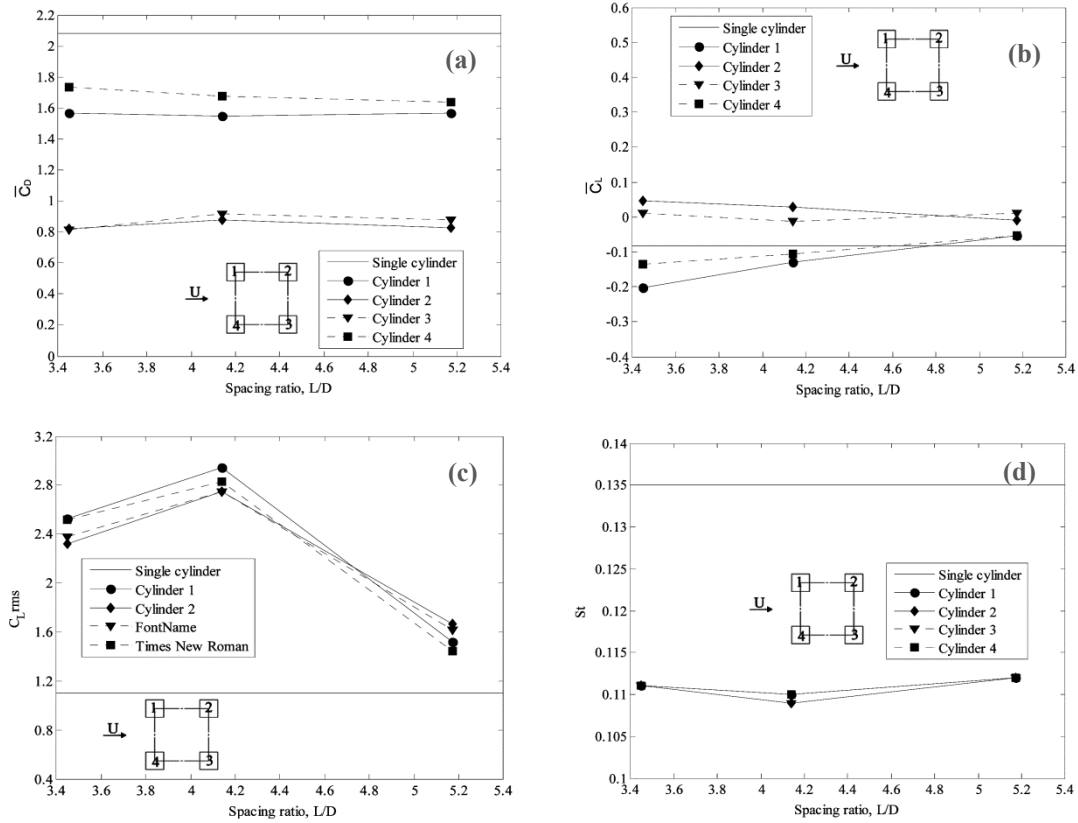 (a)
2.2
2
1.8
1.6
1.4
1.2
1
0.8
0.6
0.4
0.2
0
C̅D
Single cylinder
Cylinder 1
Cylinder 2
Cylinder 3
Cylinder 4
U
1 2
4 3
3.4 3.6 3.8 4 4.2 4.4 4.6 4.8 5 5.2 5.4
Spacing ratio, L/D
(b)
0.6
0.5
0.4
0.3
0.2
0.1
0
-0.1
-0.2
-0.3
-0.4
C̅L
Single cylinder
Cylinder 1
Cylinder 2
Cylinder 3
Cylinder 4
U
1 2
4 3
3.4 3.6 3.8 4 4.2 4.4 4.6 4.8 5 5.2 5.4
Spacing ratio, L/D
(c)
3.2
2.8
2.4
2
1.6
1.2
0.8
0.4
CLrms
Single cylinder
Cylinder 1
Cylinder 2
FontName
Times New Roman
U
1 2
4 3
3.4 3.6 3.8 4 4.2 4.4 4.6 4.8 5 5.2 5.4
Spacing ratio, L/D
(d)
0.14
0.135
0.13
0.125
0.12
0.115
0.11
0.105
0.1
St
Single cylinder
Cylinder 1
Cylinder 2
Cylinder 3
Cylinder 4
U
1 2
4 3
3.4 3.6 3.8 4 4.2 4.4 4.6 4.8 5 5.2 5.4
Spacing ratio, L/D